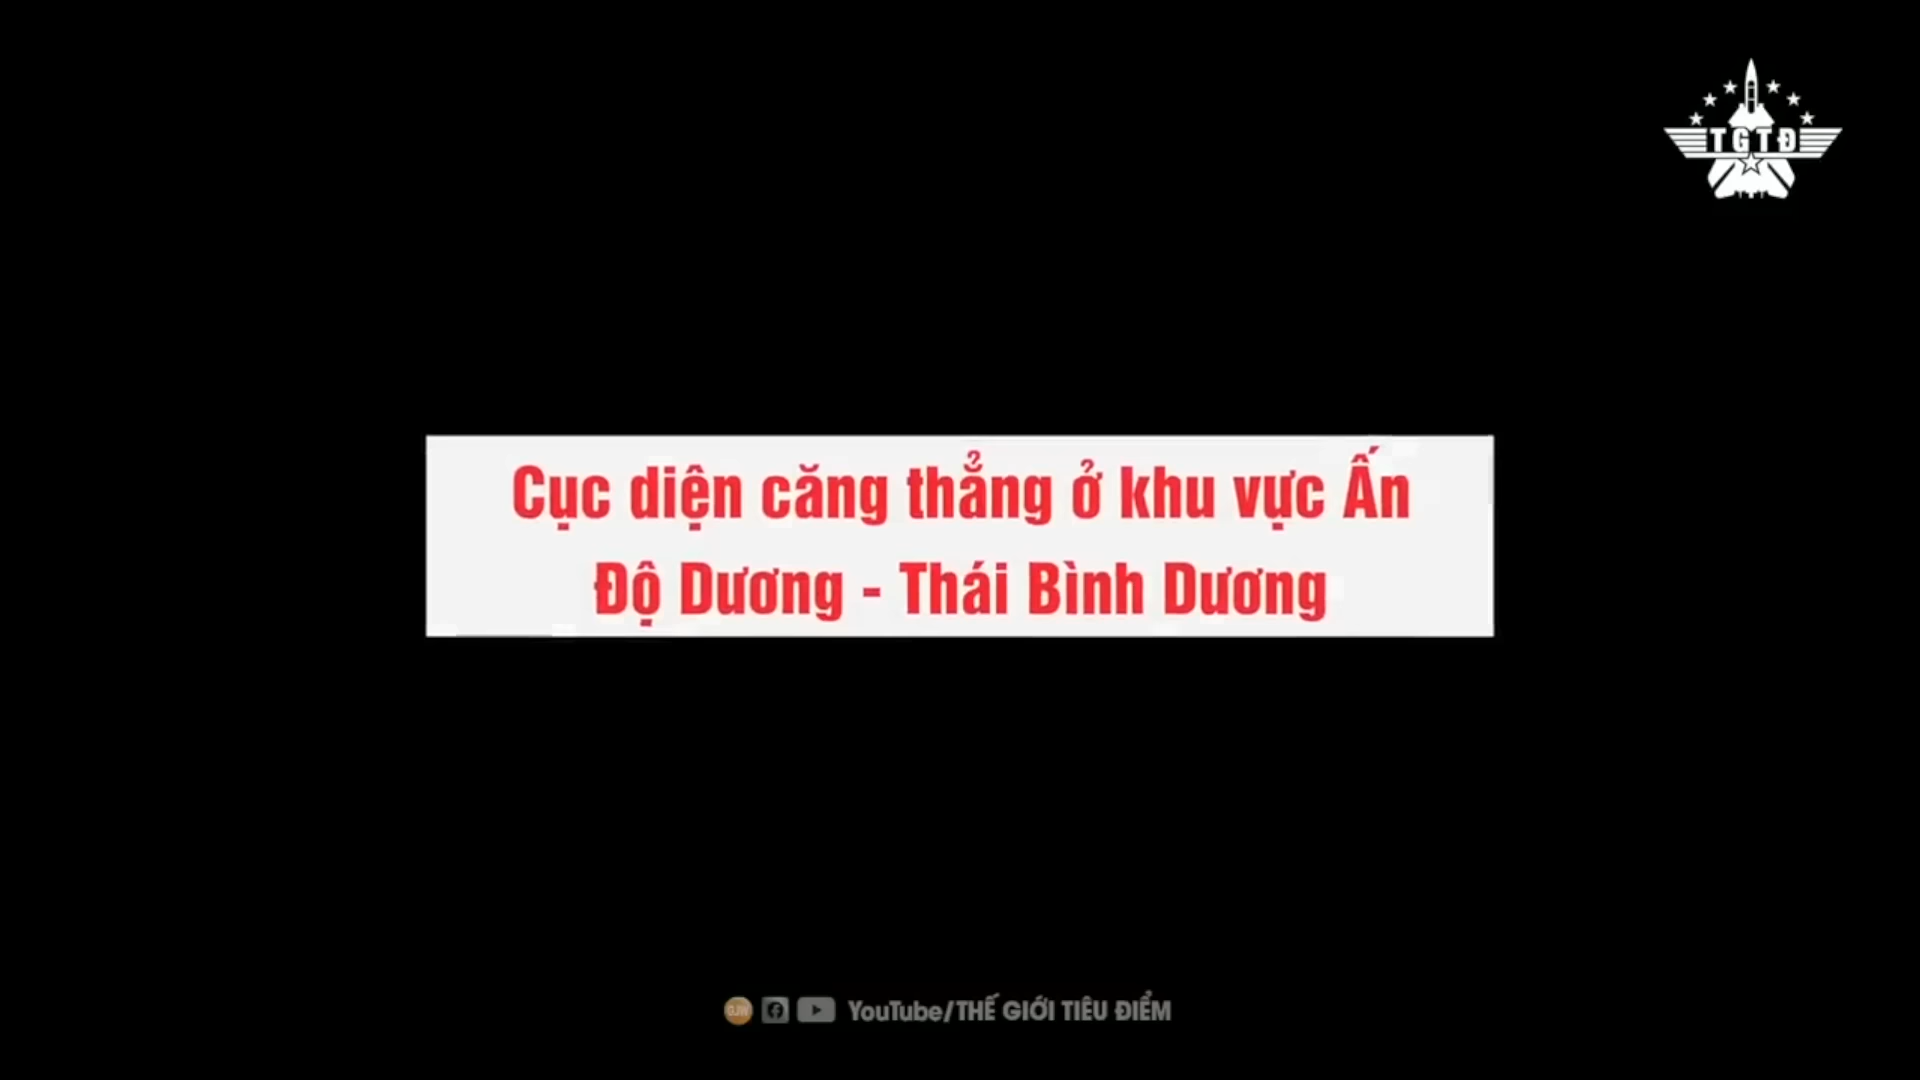 TGTĐ
Cục diện căng thẳng ở khu vực Ấn
Độ Dương - Thái Bình Dương
YouTube/THẾ GIỚI TIÊU ĐIỂM